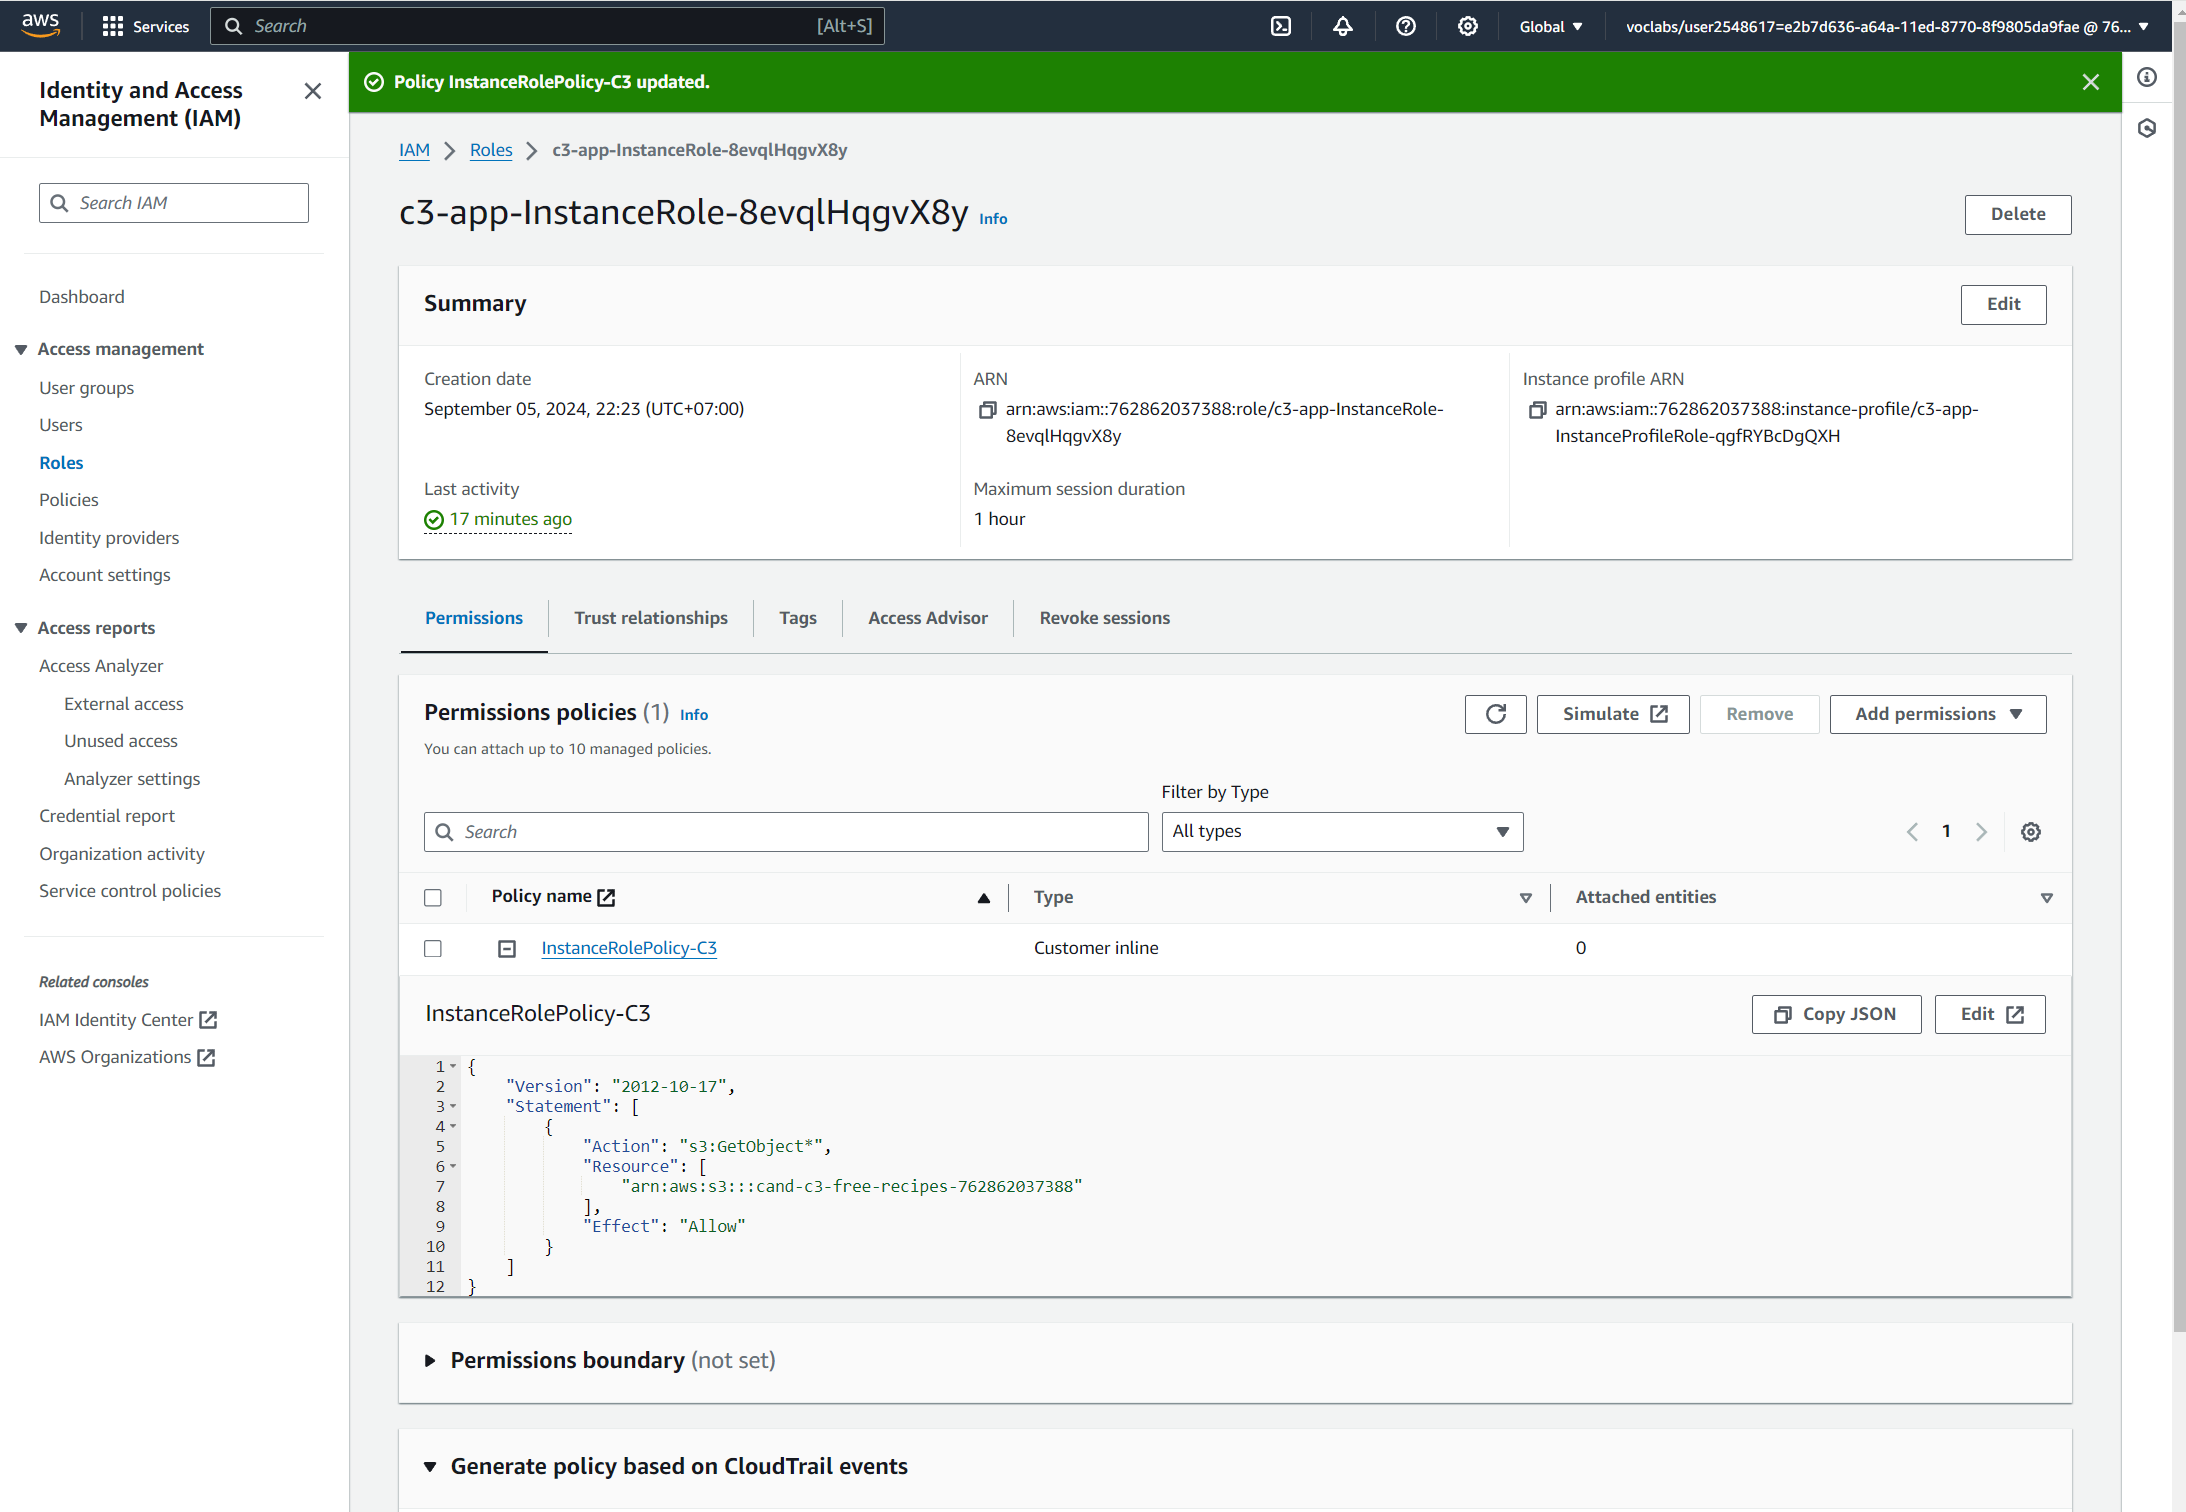 aws
Services
Search
[Alt+S]
Global
voclabs/user2548617=e2b7d636-a64a-11ed-8770-8f9805da9fae @ 76...
Identity and Access
Management (IAM)
Search IAM
Dashboard
Access management
User groups
Users
Roles
Policies
Identity providers
Account settings
Access reports
Access Analyzer
External access
Unused access
Analyzer settings
Credential report
Organization activity
Service control policies
Related consoles
IAM Identity Center
AWS Organizations
Policy InstanceRolePolicy-C3 updated.
IAM > Roles > c3-app-InstanceRole-8evqlHqgvX8y
c3-app-InstanceRole-8evqlHqgvX8y Info
Delete
Summary
Edit
Creation date
September 05, 2024, 22:23 (UTC+07:00)
ARN
arn:aws:iam::762862037388:role/c3-app-InstanceRole-
8evqlHqgvX8y
Instance profile ARN
arn:aws:iam::762862037388:instance-profile/c3-app-
InstanceProfileRole-qgfRYBcDgQXH
Last activity
17 minutes ago
Maximum session duration
1 hour
Permissions
Trust relationships
Tags
Access Advisor
Revoke sessions
Permissions policies (1) Info
You can attach up to 10 managed policies.
Simulate
Remove
Add permissions
Filter by Type
Search
All types
1
Policy name
Type
Attached entities
InstanceRolePolicy-C3
Customer inline
0
InstanceRolePolicy-C3
Copy JSON
Edit
1 {
2 "Version": "2012-10-17",
3 "Statement": [
4 {
5 "Action": "s3:GetObject*",
6 "Resource": [
7 "arn:aws:s3:::cand-c3-free-recipes-762862037388"
8 ],
9 "Effect": "Allow"
10 }
11 ]
12 }
Permissions boundary (not set)
Generate policy based on CloudTrail events